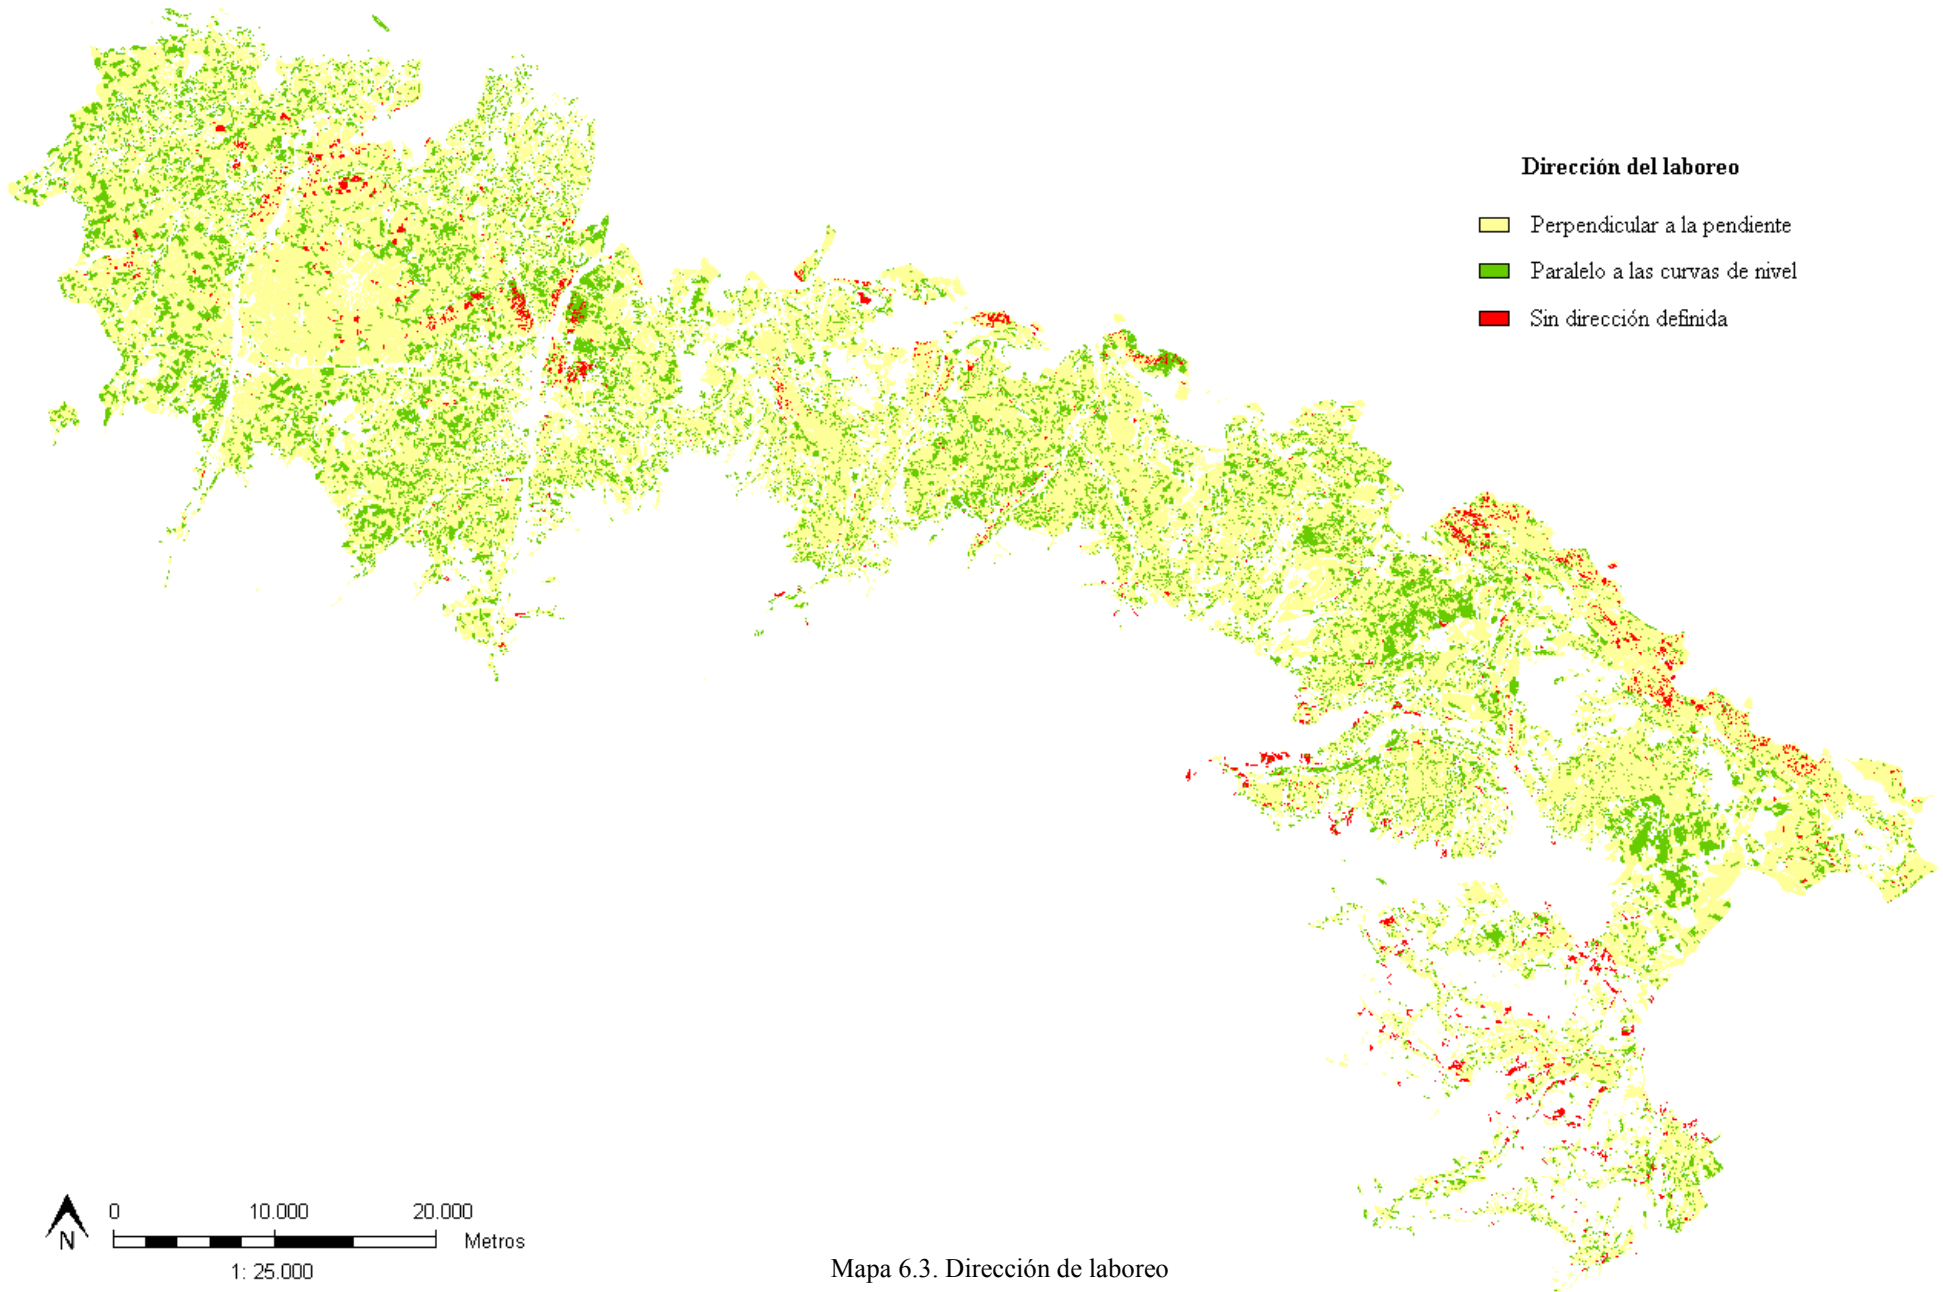 Dirección del laboreo
Perpendicular a la pendiente
Paralelo a las curvas de nivel
Sin dirección definida
0 10.000 20.000
Metros
N
1: 25.000
Mapa 6.3. Dirección de laboreo